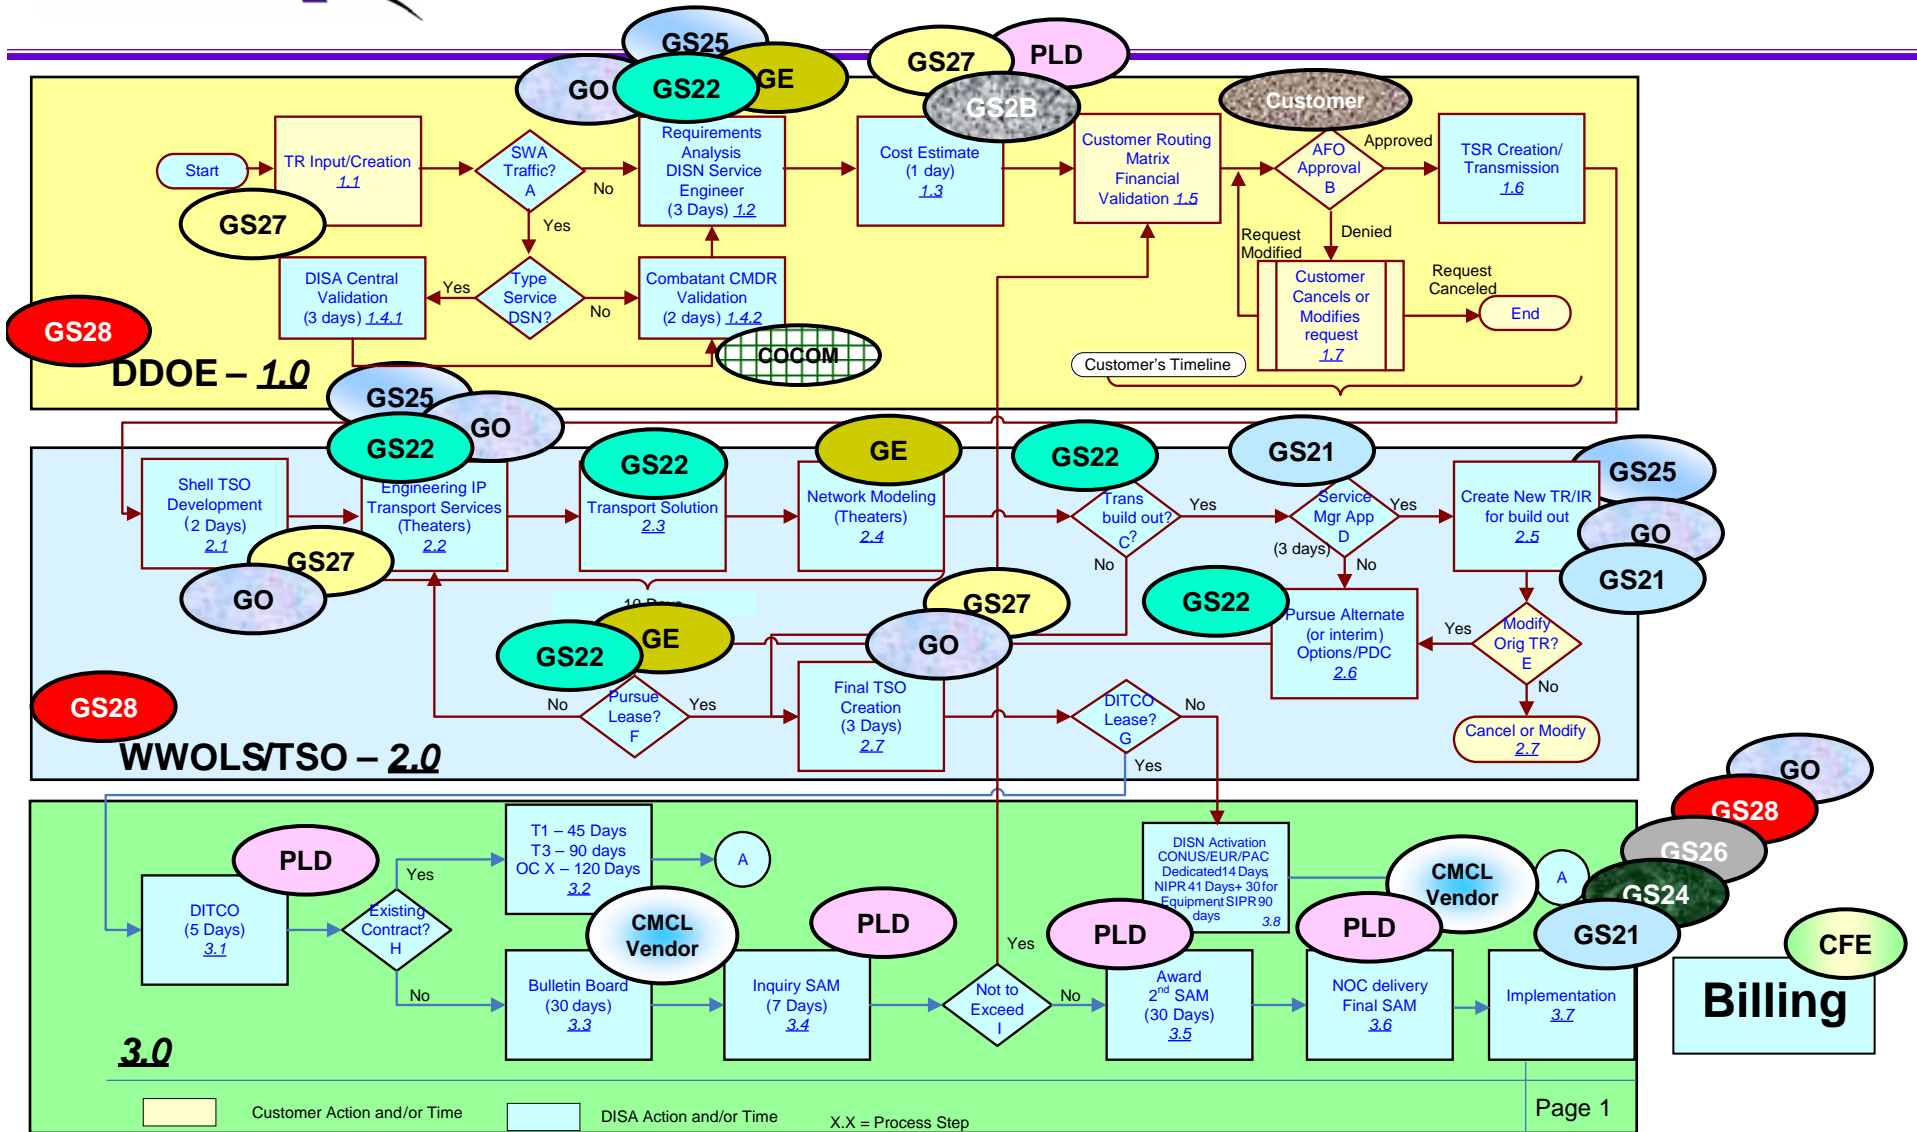 GS25
GO
GS22
GE
GS27
PLD
GS2B
Customer
Start
TR Input/Creation
1.1
GS27
SWA
Traffic?
A
No
Yes
Requirements
Analysis
DISN Service
Engineer
(3 Days) 1.2
Cost Estimate
(1 day)
1.3
Customer Routing
Matrix
Financial
Validation 1.5
AFO
Approval
B
Approved
Denied
TSR Creation/
Transmission
1.6
DISA Central
Validation
(3 days) 1.4.1
Yes
Type
Service
DSN?
No
Combatant CMDR
Validation
(2 days) 1.4.2
COCOM
Request
Modified
Customer
Cancels or
Modifies
request
1.7
Request
Canceled
End
Customer's Timeline
GS28
DDOE – 1.0
GS25
GO
GS22
GS22
GE
GS22
GS21
GS25
GO
GS21
Shell TSO
Development
(2 Days)
2.1
GS27
GO
Engineering IP
Transport Services
(Theaters)
2.2
Transport Solution
2.3
Network Modeling
(Theaters)
2.4
Trans
build out?
C?
Yes
No
Service
Mgr App
D
(3 days)
Yes
No
Create New TR/IR
for build out
2.5
GS22
GE
GS27
GO
GS22
Pursue Alternate
(or interim)
Options/PDC
2.6
Yes
Modify
Orig TR?
E
No
Cancel or Modify
2.7
No
Pursue
Lease?
F
Yes
Final TSO
Creation
(3 Days)
2.7
DITCO
Lease?
G
No
Yes
GS28
WWOLS/TSO – 2.0
GO
GS28
GS26
GS24
GS21
PLD
DITCO
(5 Days)
3.1
Existing
Contract?
H
Yes
No
T1 – 45 Days
T3 – 90 days
OC X – 120 Days
3.2
A
CMCL
Vendor
Bulletin Board
(30 days)
3.3
PLD
Inquiry SAM
(7 Days)
3.4
Not to
Exceed
I
Yes
No
DISN Activation
CONUS/EUR/PAC
Dedicated14 Days,
NIPR 41 Days+ 30 for
Equipment,SIPR 90
days
3.8
CMCL
Vendor
A
PLD
Award
2nd SAM
(30 Days)
3.5
PLD
NOC delivery
Final SAM
3.6
Implementation
3.7
CFE
Billing
3.0
Customer Action and/or Time
DISA Action and/or Time
X.X = Process Step
Page 1